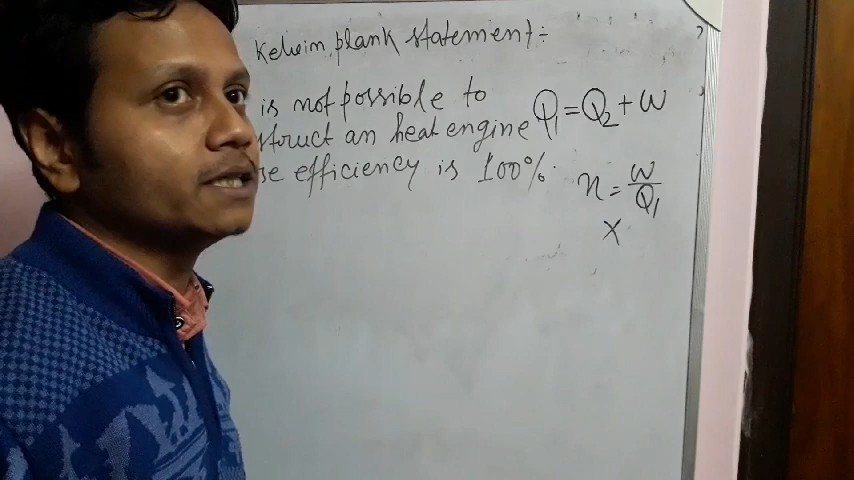 Kelvin plank statement :-
is not possible to
struct an heat engine
se efficiency is 100%.
Q1 = Q2 + W
η = W/Q1
X